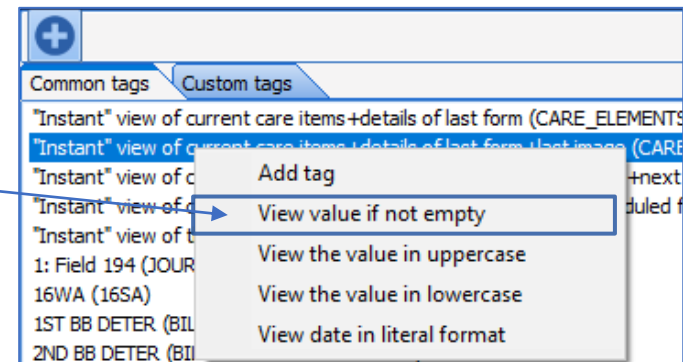 Common tags Custom tags
"Instant" view of current care items+details of last form (CARE_ELEMENTS
"Instant" view of current care items+details of last form+last image (CARE
"Instant" view of c +next
"Instant" view of duled f
"Instant" view of t
1: Field 194 (JOUR
16WA (16SA)
1ST BB DETER (BIL
2ND BB DETER (BIL
Add tag
View value if not empty
View the value in uppercase
View the value in lowercase
View date in literal format